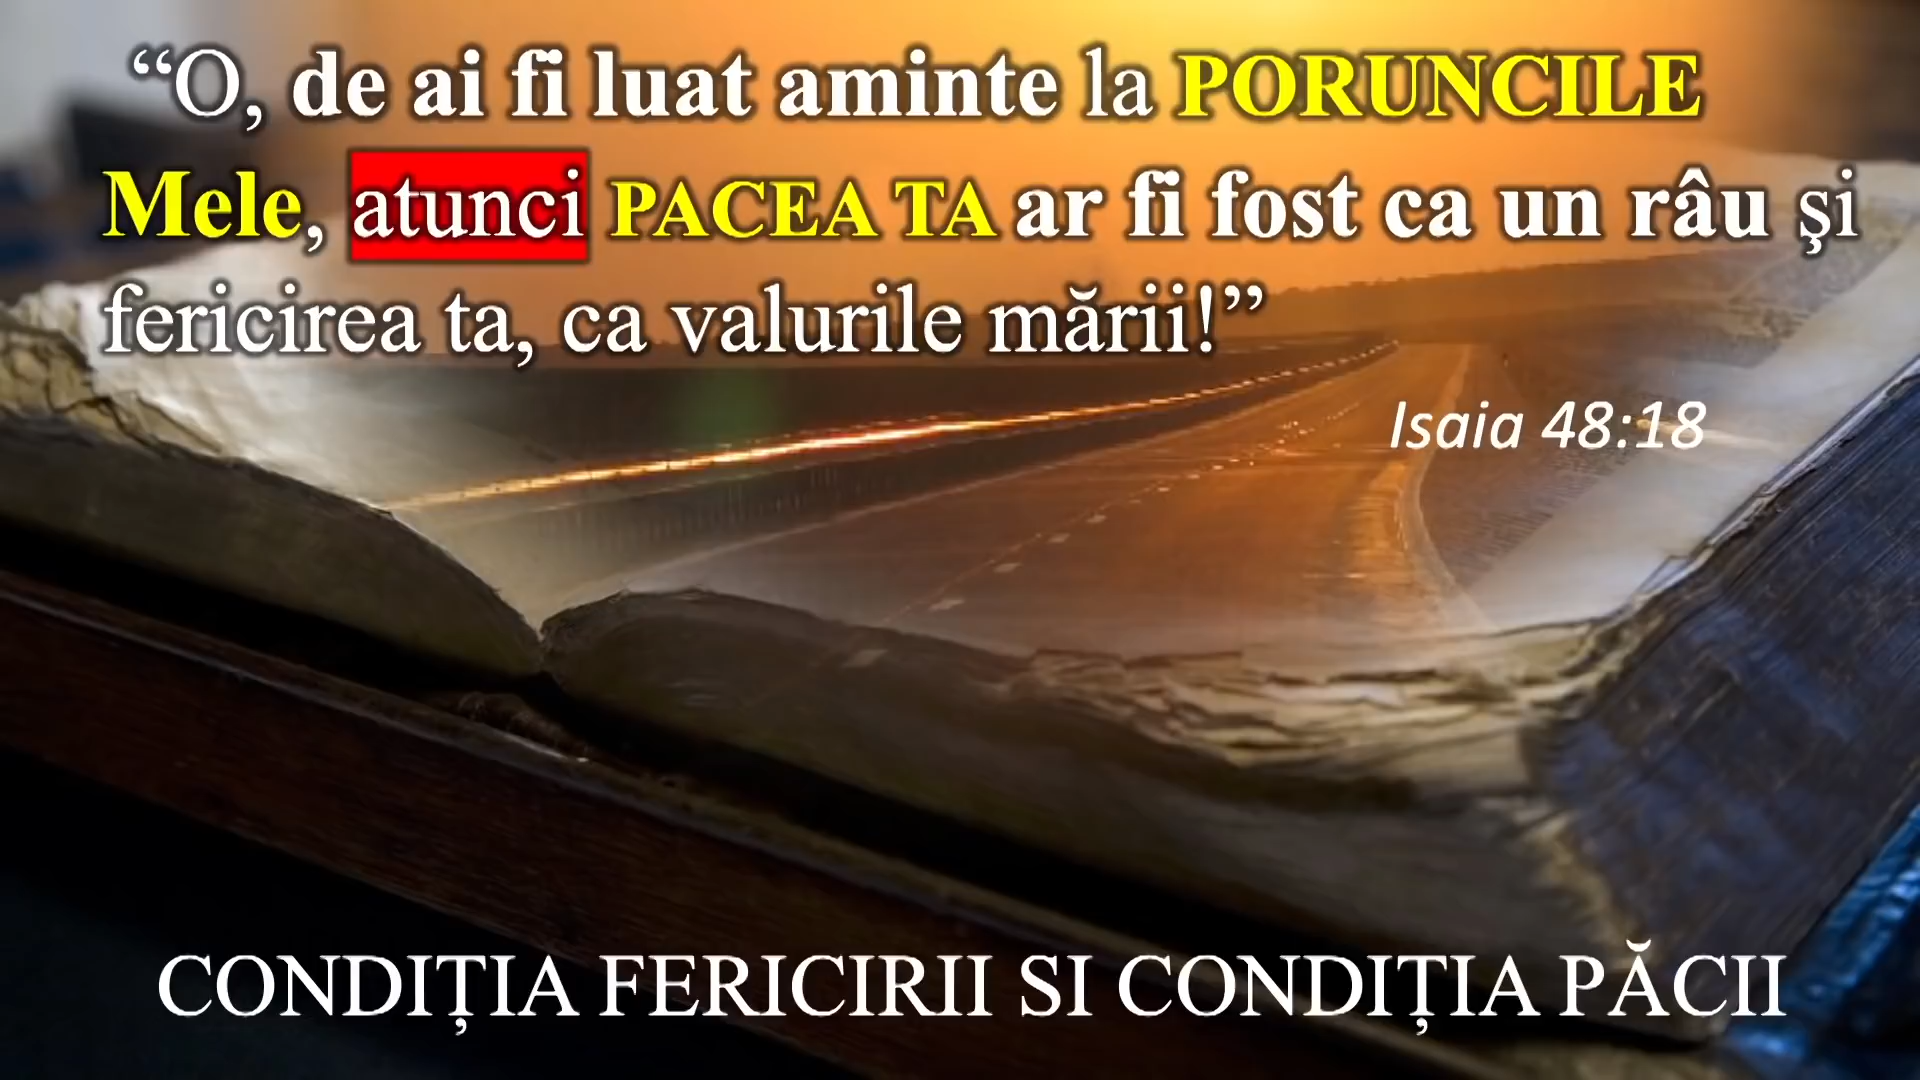 “O, de ai fi luat aminte la PORUNCILE
Mele, atunci PACEA TA ar fi fost ca un râu şi
fericirea ta, ca valurile mării!”
Isaia 48:18
CONDIȚIA FERICIRII SI CONDIȚIA PĂCII